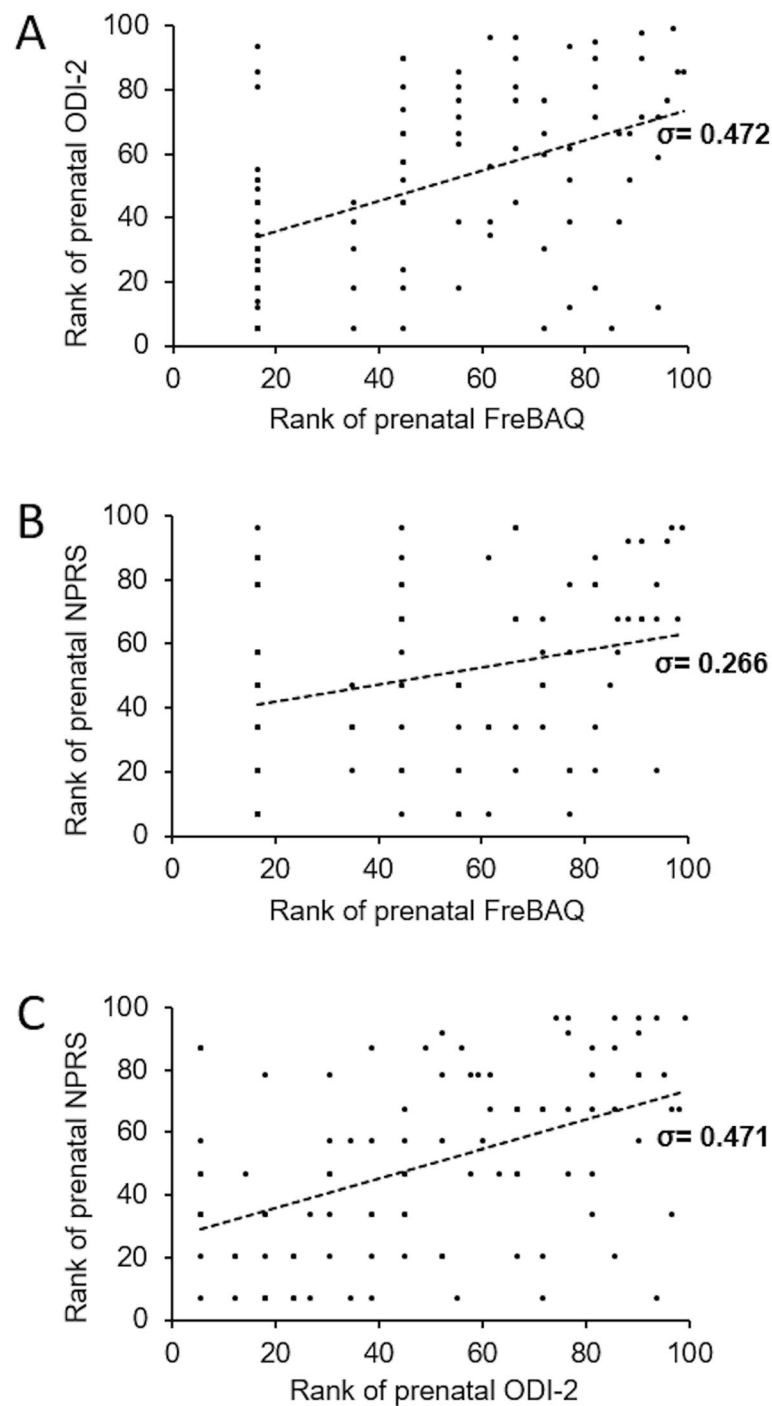 A
Rank of prenatal ODI-2
100
80
60
40
20
0
σ= 0.472
0 20 40 60 80 100
Rank of prenatal FreBAQ
B
Rank of prenatal NPRS
100
80
60
40
20
0
σ= 0.266
0 20 40 60 80 100
Rank of prenatal FreBAQ
C
Rank of prenatal NPRS
100
80
60
40
20
0
σ= 0.471
0 20 40 60 80 100
Rank of prenatal ODI-2